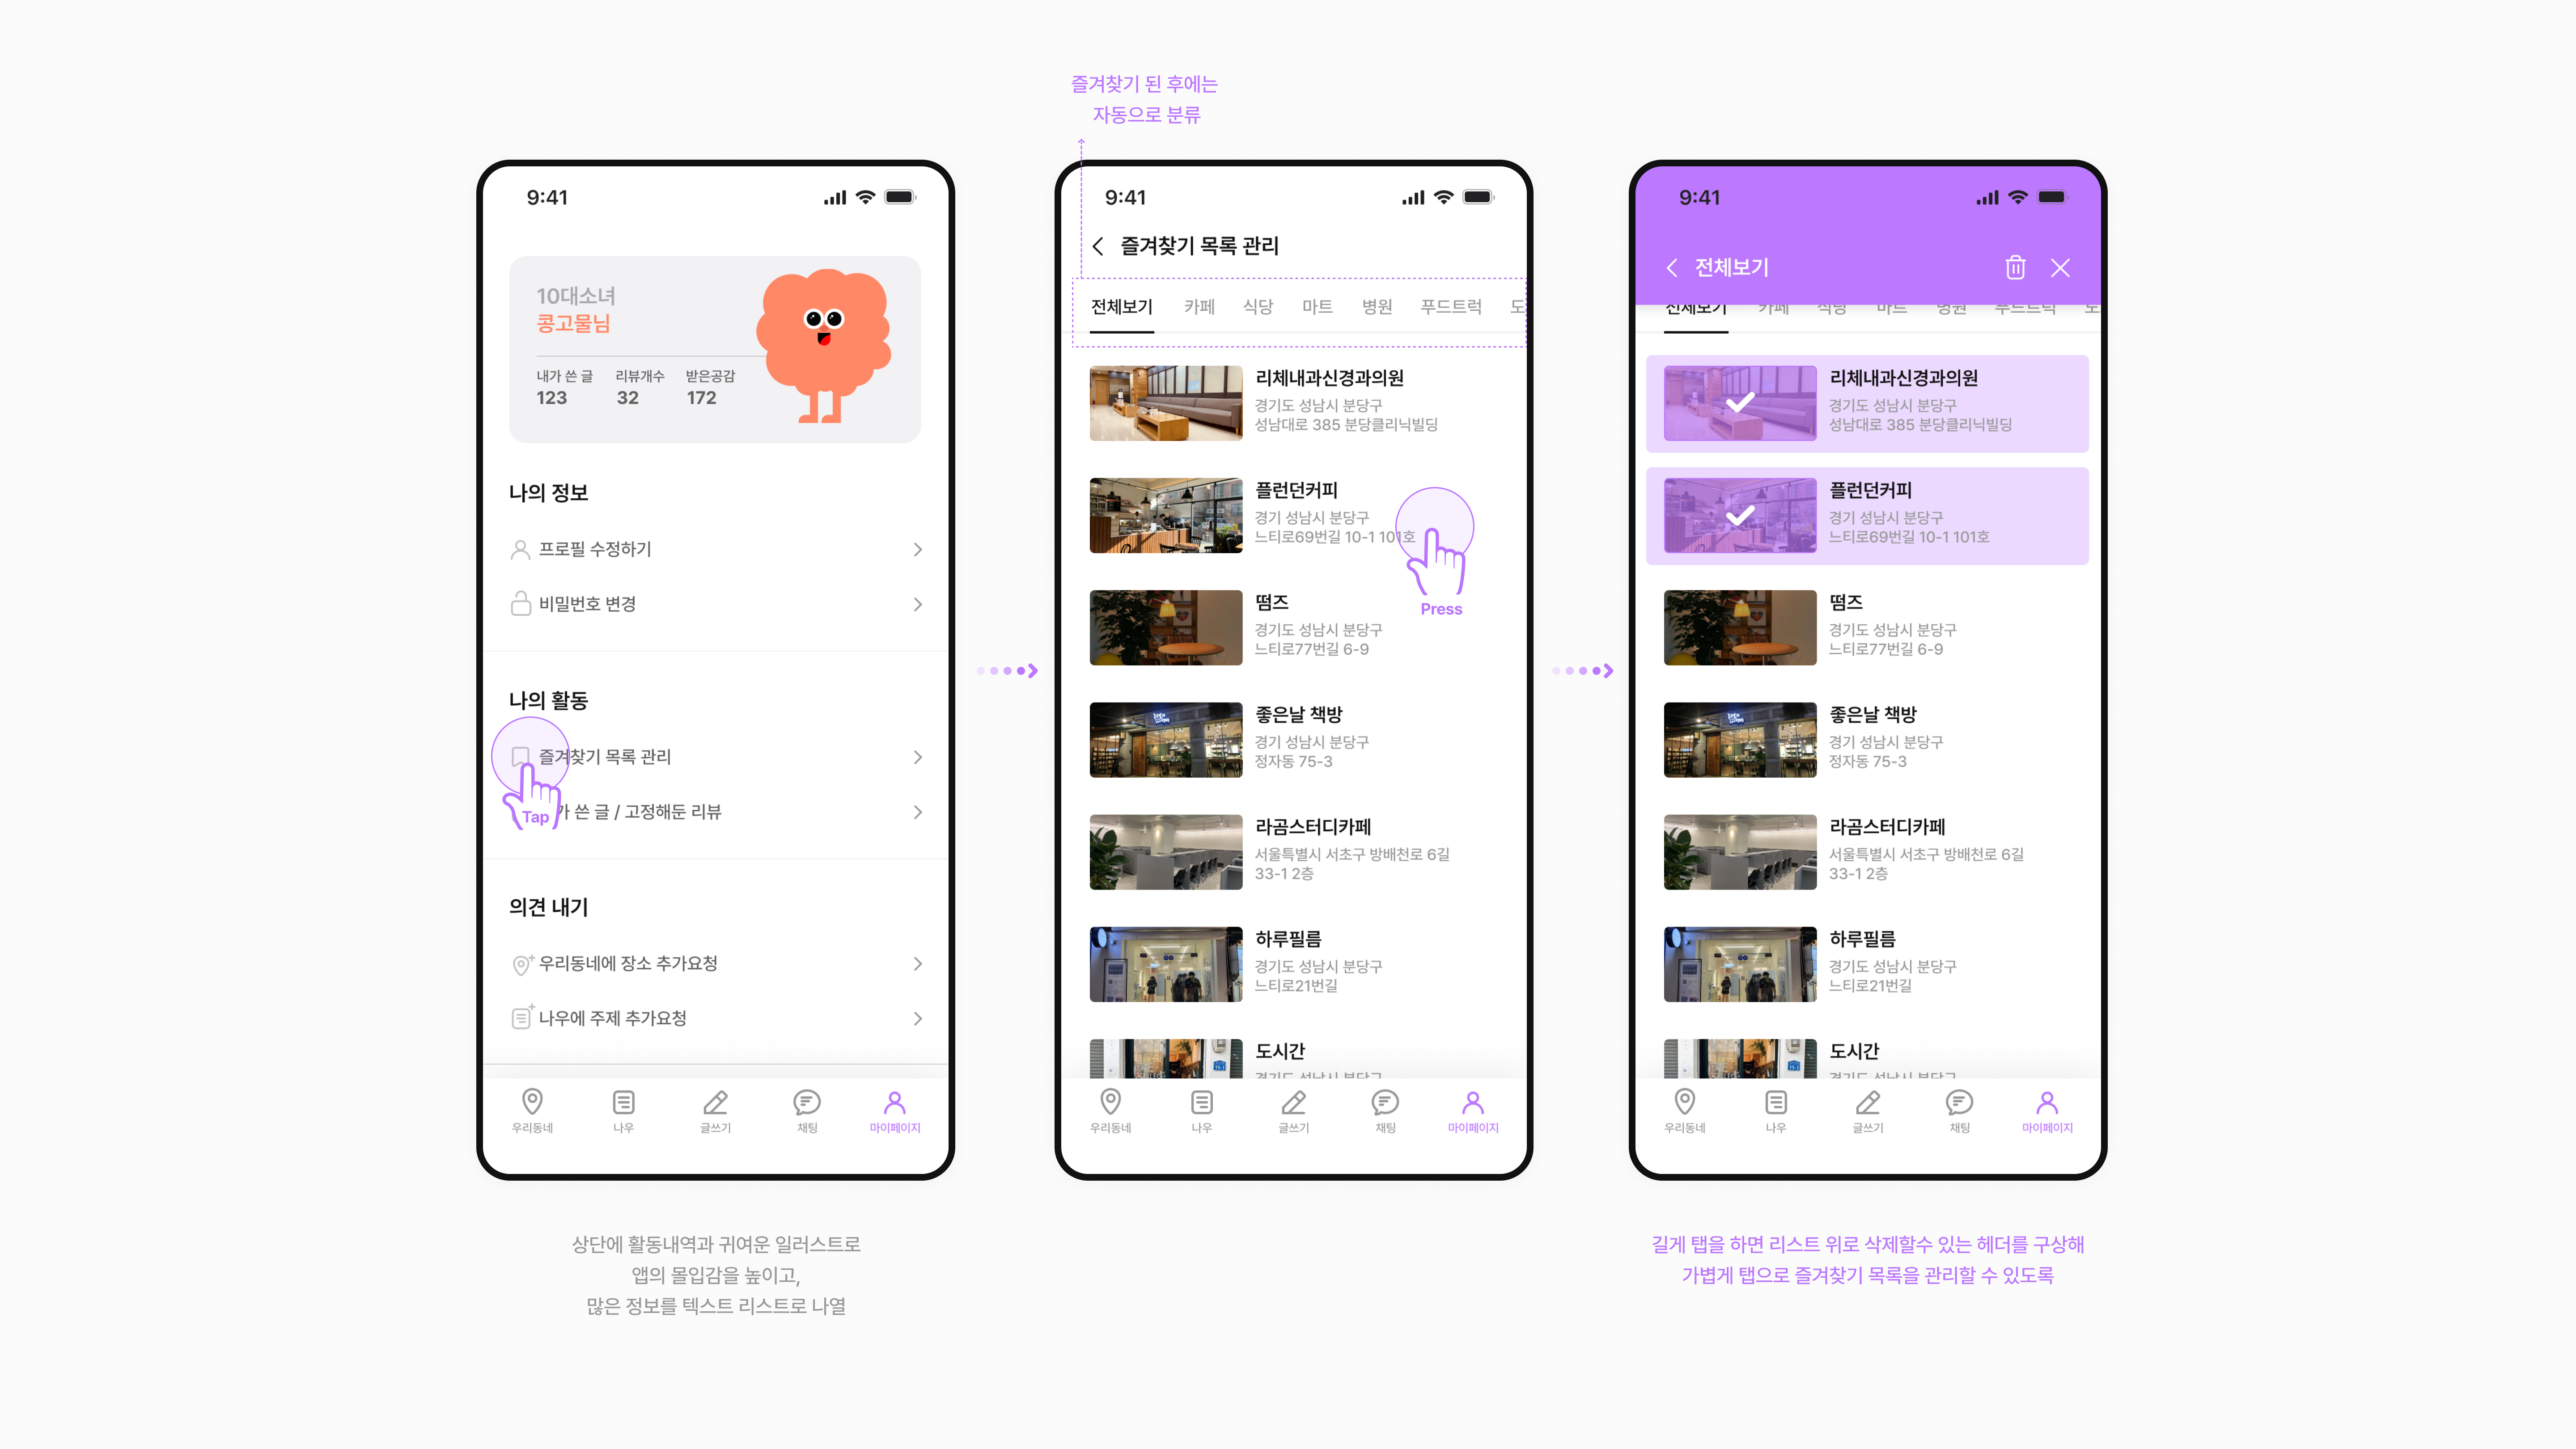 즐겨찾기 된 후에는
자동으로 분류
9:41
10대소녀
콩고물님
내가 쓴 글 리뷰개수 받은공감
123 32 172
나의 정보
프로필 수정하기
비밀번호 변경
나의 활동
즐겨찾기 목록 관리
가 쓴 글 / 고정해둔 리뷰
Tap
의견 내기
우리동네에 장소 추가요청
나우에 주제 추가요청
우리동네 나우 글쓰기 채팅 마이페이지
상단에 활동내역과 귀여운 일러스트로
앱의 몰입감을 높이고,
많은 정보를 텍스트 리스트로 나열
9:41
즐겨찾기 목록 관리
전체보기 카페 식당 마트 병원 푸드트럭 도
리체내과신경과의원
경기도 성남시 분당구
성남대로 385 분당클리닉빌딩
플런던커피
경기 성남시 분당구
느티로69번길 10-1 101호
Press
떰즈
경기도 성남시 분당구
느티로77번길 6-9
좋은날 책방
경기 성남시 분당구
정자동 75-3
라곰스터디카페
서울특별시 서초구 방배천로 6길
33-1 2층
하루필름
경기도 성남시 분당구
느티로21번길
도시간
경기도 성남시 분당구
우리동네 나우 글쓰기 채팅 마이페이지
9:41
전체보기
전체보기 카페 식당 마트 병원 푸드트럭 도
리체내과신경과의원
경기도 성남시 분당구
성남대로 385 분당클리닉빌딩
플런던커피
경기 성남시 분당구
느티로69번길 10-1 101호
떰즈
경기도 성남시 분당구
느티로77번길 6-9
좋은날 책방
경기 성남시 분당구
정자동 75-3
라곰스터디카페
서울특별시 서초구 방배천로 6길
33-1 2층
하루필름
경기도 성남시 분당구
느티로21번길
도시간
경기도 성남시 분당구
우리동네 나우 글쓰기 채팅 마이페이지
길게 탭을 하면 리스트 위로 삭제할수 있는 헤더를 구상해
가볍게 탭으로 즐겨찾기 목록을 관리할 수 있도록